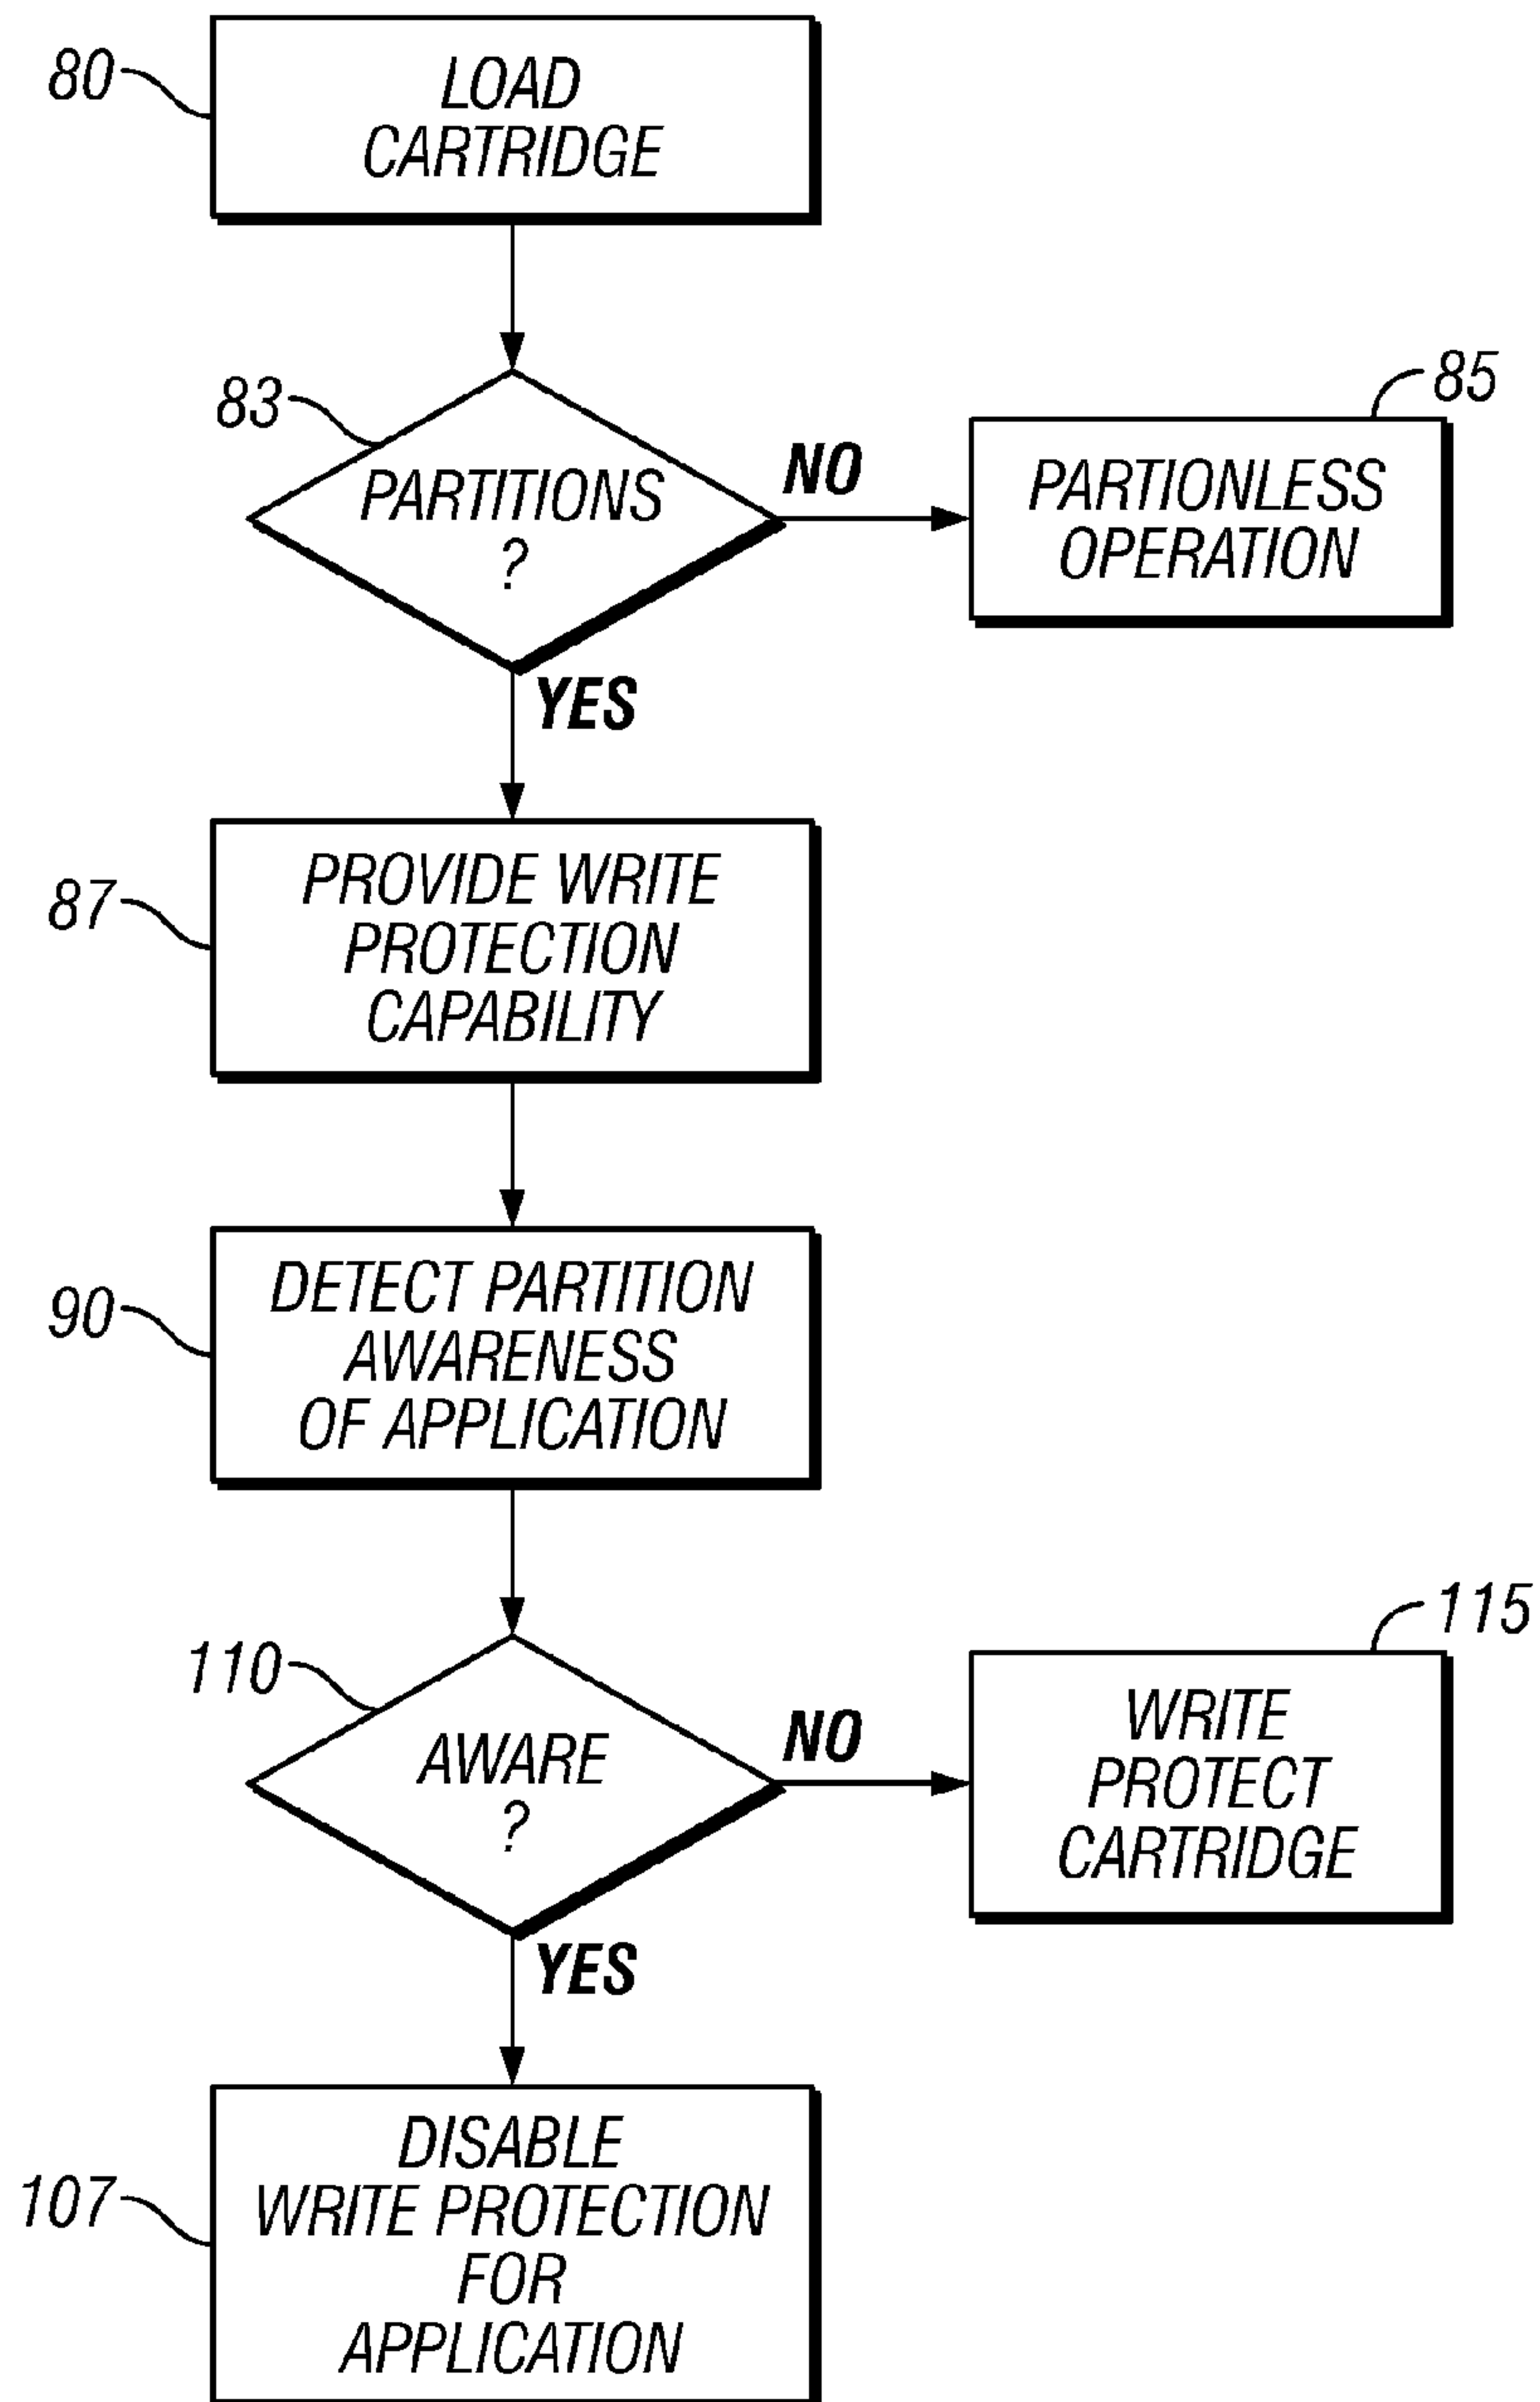 80
LOAD
CARTRIDGE
83
PARTITIONS
?
NO
85
PARTIONLESS
OPERATION
YES
87
PROVIDE WRITE
PROTECTION
CAPABILITY
90
DETECT PARTITION
AWARENESS
OF APPLICATION
110
AWARE
?
NO
115
WRITE
PROTECT
CARTRIDGE
YES
107
DISABLE
WRITE PROTECTION
FOR
APPLICATION